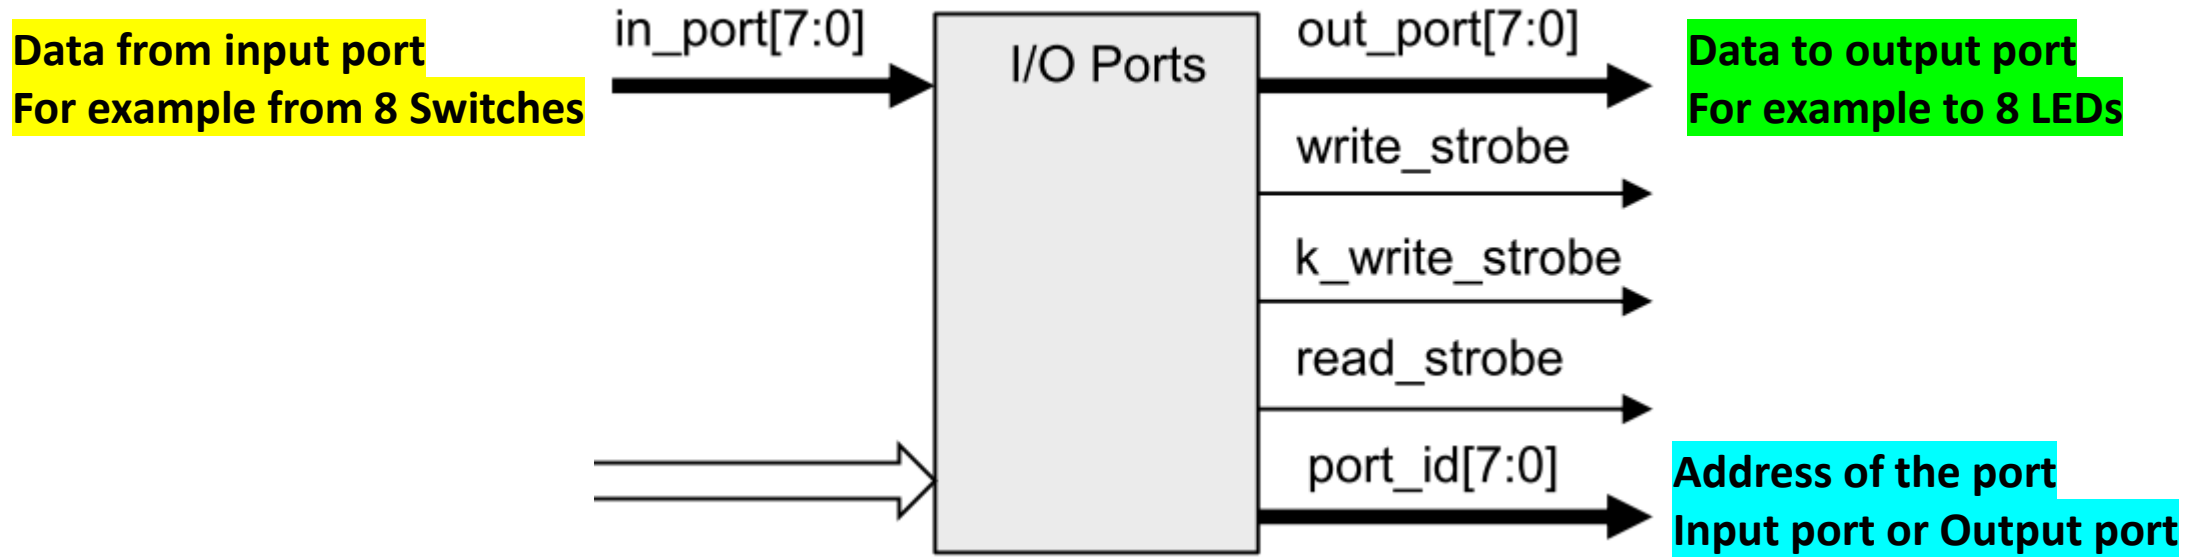 Data from input port
For example from 8 Switches
in_port[7:0]
I/O Ports
out_port[7:0]
Data to output port
For example to 8 LEDs
write_strobe
k_write_strobe
read_strobe
port_id[7:0]
Address of the port
Input port or Output port